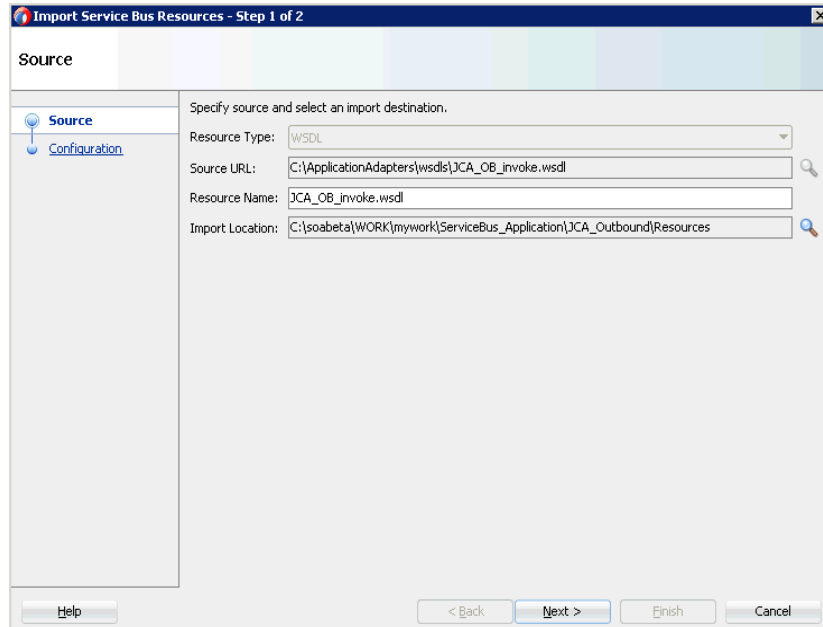 Import Service Bus Resources - Step 1 of 2
Source
Source
Configuration
Specify source and select an import destination.
Resource Type: WSDL
Source URL: C:\ApplicationAdapters\wsdls\JCA_OB_invoke.wsdl
Resource Name: JCA_OB_invoke.wsdl
Import Location: C:\soabeta\WORK\mywork\ServiceBus_Application\JCA_Outbound\Resources
Help < Back Next > Finish Cancel